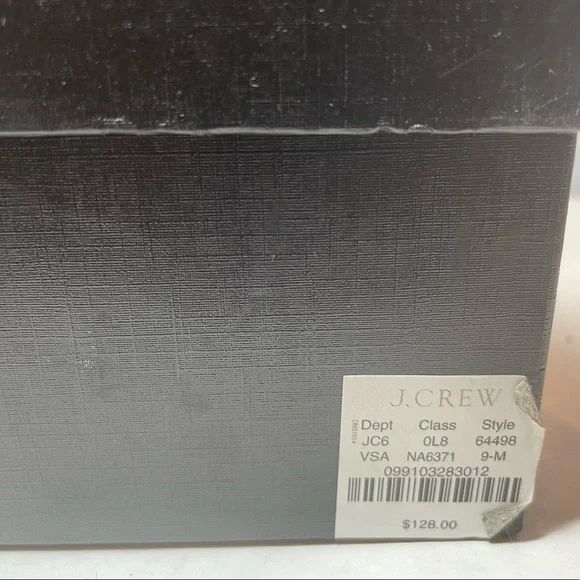 J.CREW
Dept Class Style
JC6 0L8 64498
VSA NA6371 9-M
099103283012
$128.00